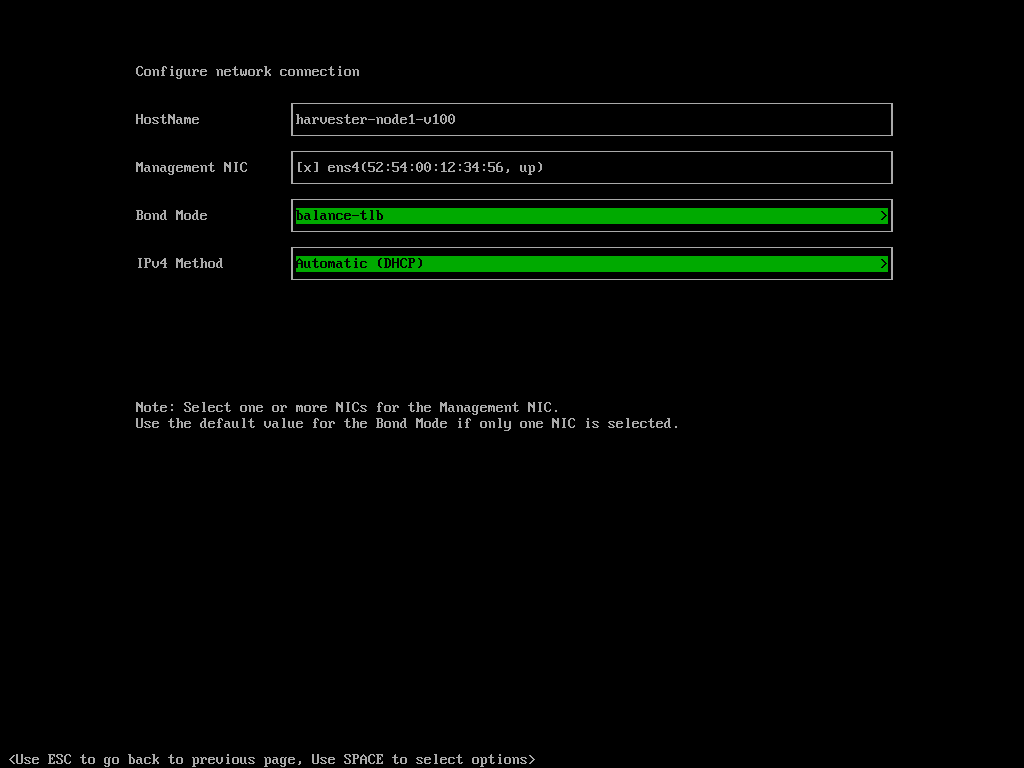 Configure network connection
HostName harvester-node1-v100
Management NIC [x] ens4(52:54:00:12:34:56, up)
Bond Mode balance-tlb >
IPv4 Method Automatic (DHCP) >
Note: Select one or more NICs for the Management NIC.
Use the default value for the Bond Mode if only one NIC is selected.
<Use ESC to go back to previous page, Use SPACE to select options>